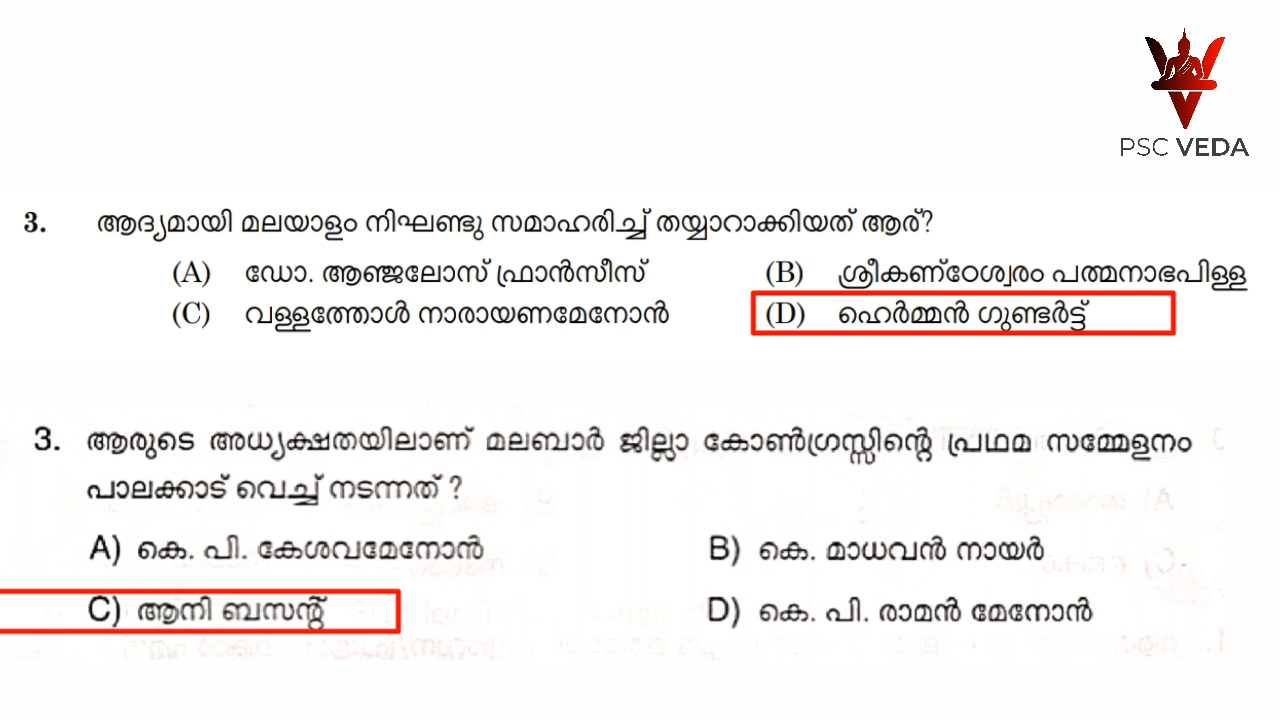 PSC VEDA
3. ആദ്യമായി മലയാളം നിഘണ്ടു സമാഹരിച്ച് തയ്യാറാക്കിയത് ആര്?
(A) ഡോ. ആഞ്ജലോസ് ഫ്രാൻസീസ് (B) ശ്രീകണ്ഠേശ്വരം പത്മനാഭപിള്ള
(C) വള്ളത്തോൾ നാരായണമേനോൻ (D) ഹെർമ്മൻ ഗുണ്ടർട്ട്
3. ആരുടെ അധ്യക്ഷതയിലാണ് മലബാർ ജില്ലാ കോൺഗ്രസ്സിന്റെ പ്രഥമ സമ്മേളനം
പാലക്കാട് വെച്ച് നടന്നത് ?
A) കെ. പി. കേശവമേനോൻ B) കെ. മാധവൻ നായർ
C) ആനി ബസന്റ് D) കെ. പി. രാമൻ മേനോൻ